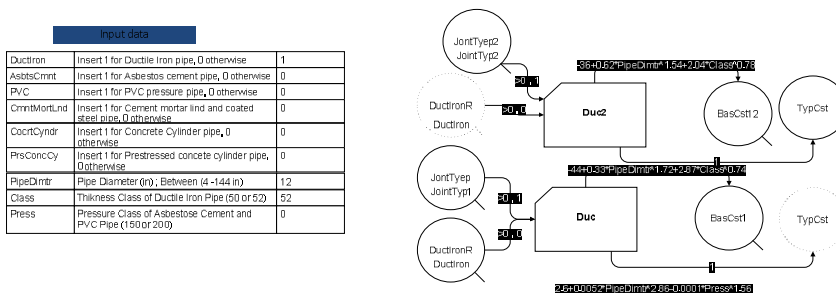 Input data
DuctIron Insert 1 for Ductile Iron pipe, 0 otherwise 1
AsbtsCmnt Insert 1 for Asbestos cement pipe, 0 otherwise 0
PVC Insert 1 for PVC pressure pipe, 0 otherwise 0
CmntMortLnd Insert 1 for Cement mortar lind and coated
steel pipe, 0 otherwise 0
CocrtCyndr Insert 1 for Concrete Cylinder pipe, 0
otherwise 0
PrsConcCy Insert 1 for Prestressed concete cylinder pipe,
0 otherwise 0
PipeDimtr Pipe Diameter (in) ; Between (4 -144 in) 12
Class Thikness Class of Ductile Iron Pipe (50 or 52) 52
Press Pressure Class of Asbestose Cement and
PVC Pipe (150 or 200) 0
JontTyep2
JointTyp2
>0, 1
DuctIronR
DuctIron
>0, 0
-36+0.62*PipeDimtr^1.54+2.04*Class^0.78
Duc2
BasCst12
TypCst
1
JontTyep
JointTyp1
>0, 1
DuctIronR
DuctIron
>0, 0
-44+0.33*PipeDimtr^1.72+2.87*Class^0.74
Duc
BasCst1
TypCst
1
2.6+0.0052*PipeDimtr^2.86-0.0001*Press^1.56